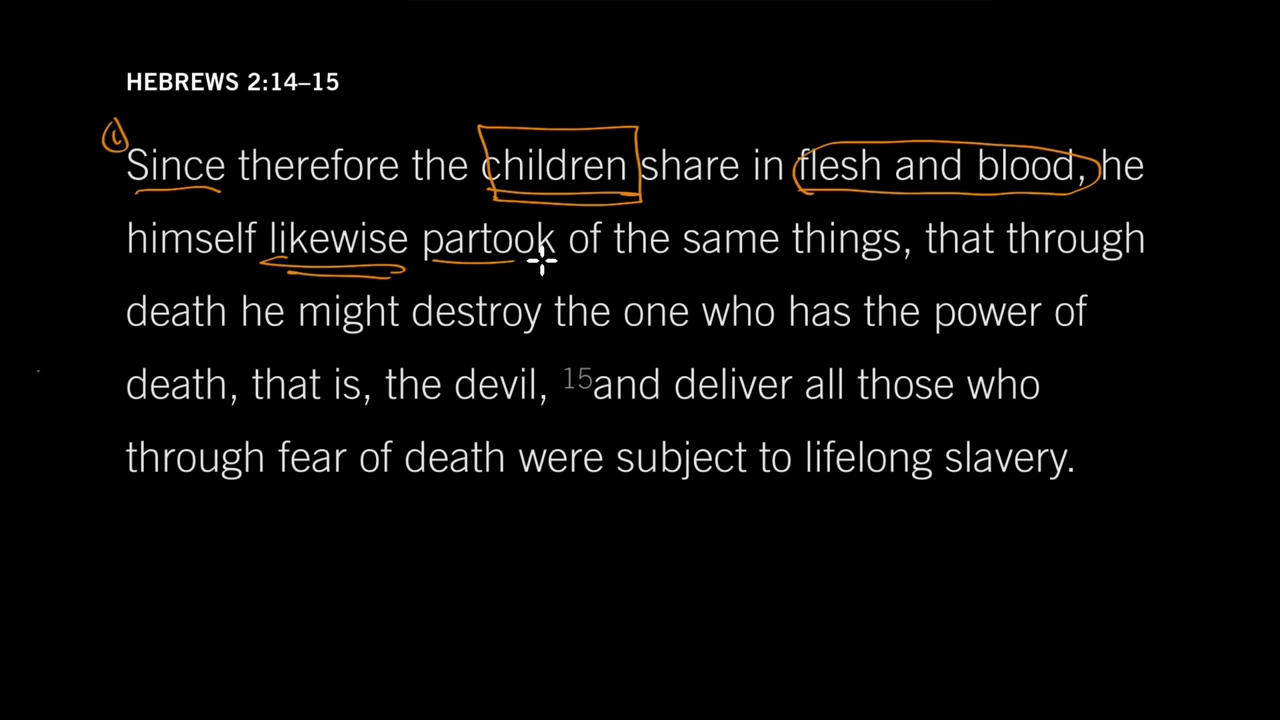 HEBREWS 2:14–15
Since therefore the children share in flesh and blood, he
himself likewise partook of the same things, that through
death he might destroy the one who has the power of
death, that is, the devil, 15and deliver all those who
through fear of death were subject to lifelong slavery.